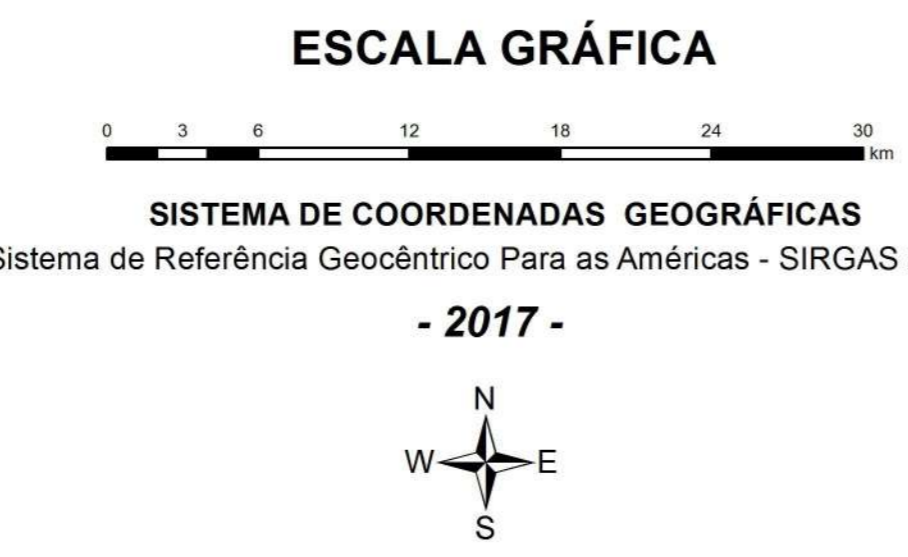 ESCALA GRÁFICA
0 3 6 12 18 24 30
km
SISTEMA DE COORDENADAS GEOGRÁFICAS
Sistema de Referência Geocêntrico Para as Américas - SIRGAS
- 2017 -
N
W E
S